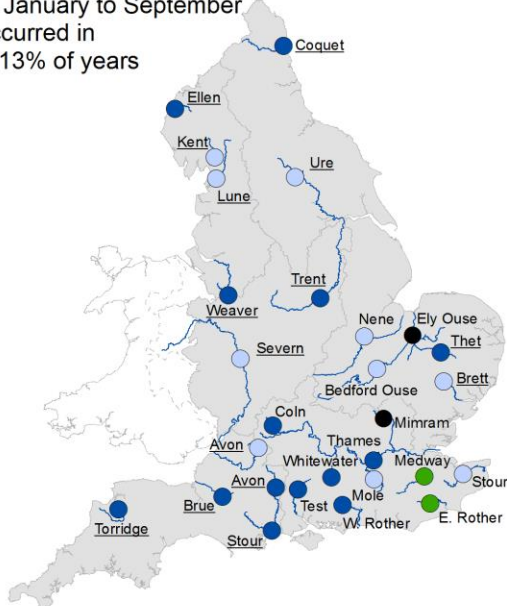 January to September
ccurred in
13% of years
Coquet
Ellen
Kent
Ure
Lune
Trent
Weaver
Nene
Ely Ouse
Thet
Severn
Brett
Bedford Ouse
Coln
Mimram
Avon
Thames
Whitewater
Medway
Avon
Mole
Stour
Brue
Test
W. Rother
E. Rother
Torridge
Stour